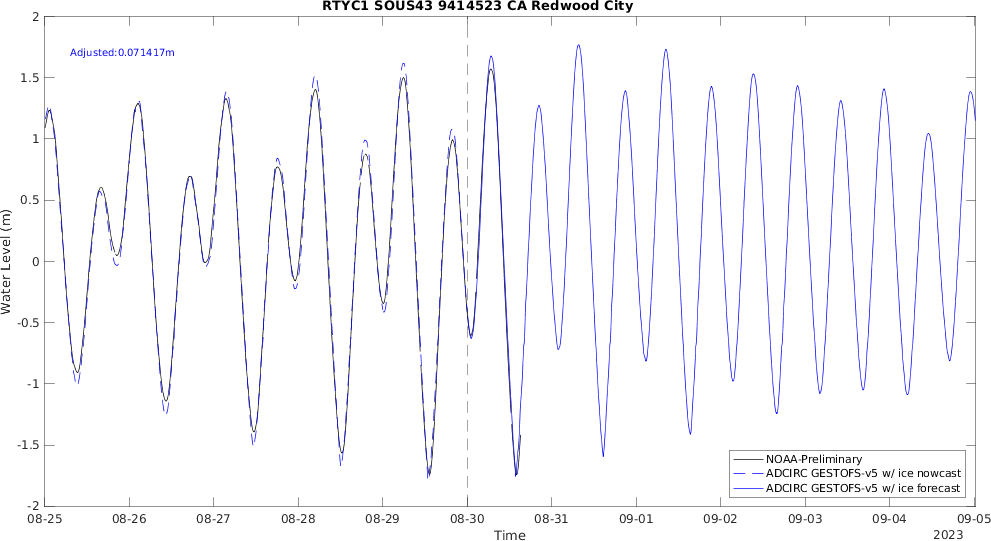 RTYC1 SOUS43 9414523 CA Redwood City
Adjusted:0.071417m
Water Level (m)
2
1.5
1
0.5
0
-0.5
-1
-1.5
-2
NOAA-Preliminary
ADCIRC GESTOFS-v5 w/ ice nowcast
ADCIRC GESTOFS-v5 w/ ice forecast
08-25 08-26 08-27 08-28 08-29 08-30 08-31 09-01 09-02 09-03 09-04 09-05
Time
2023